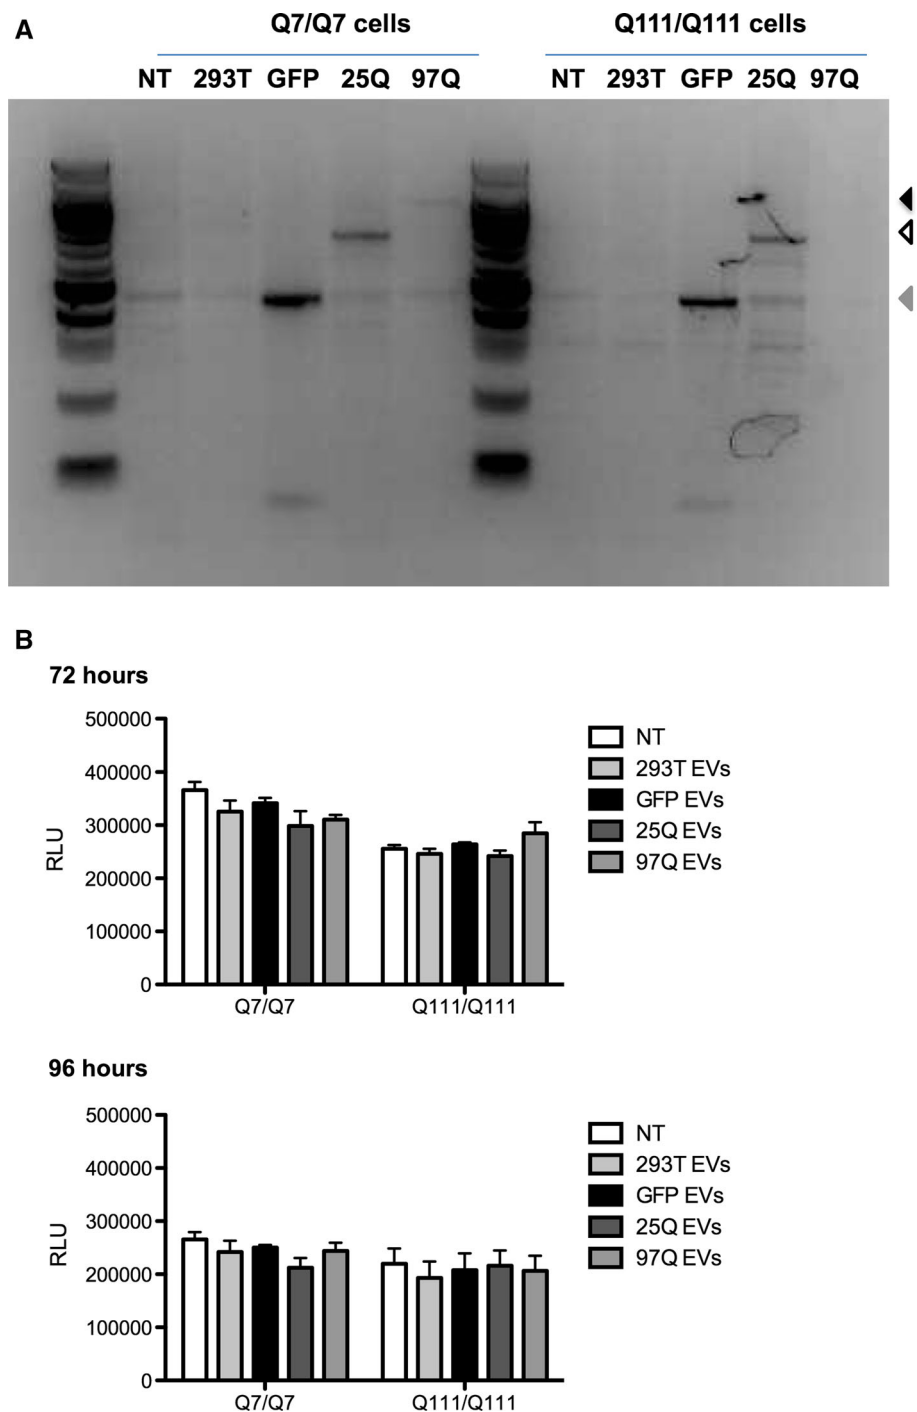 A
Q7/Q7 cells
Q111/Q111 cells
NT 293T GFP 25Q 97Q
NT 293T GFP 25Q 97Q
B
72 hours
500000
400000
300000
200000
100000
0
RLU
Q7/Q7
Q111/Q111
NT
293T EVs
GFP EVs
25Q EVs
97Q EVs
96 hours
500000
400000
300000
200000
100000
0
RLU
Q7/Q7
Q111/Q111
NT
293T EVs
GFP EVs
25Q EVs
97Q EVs